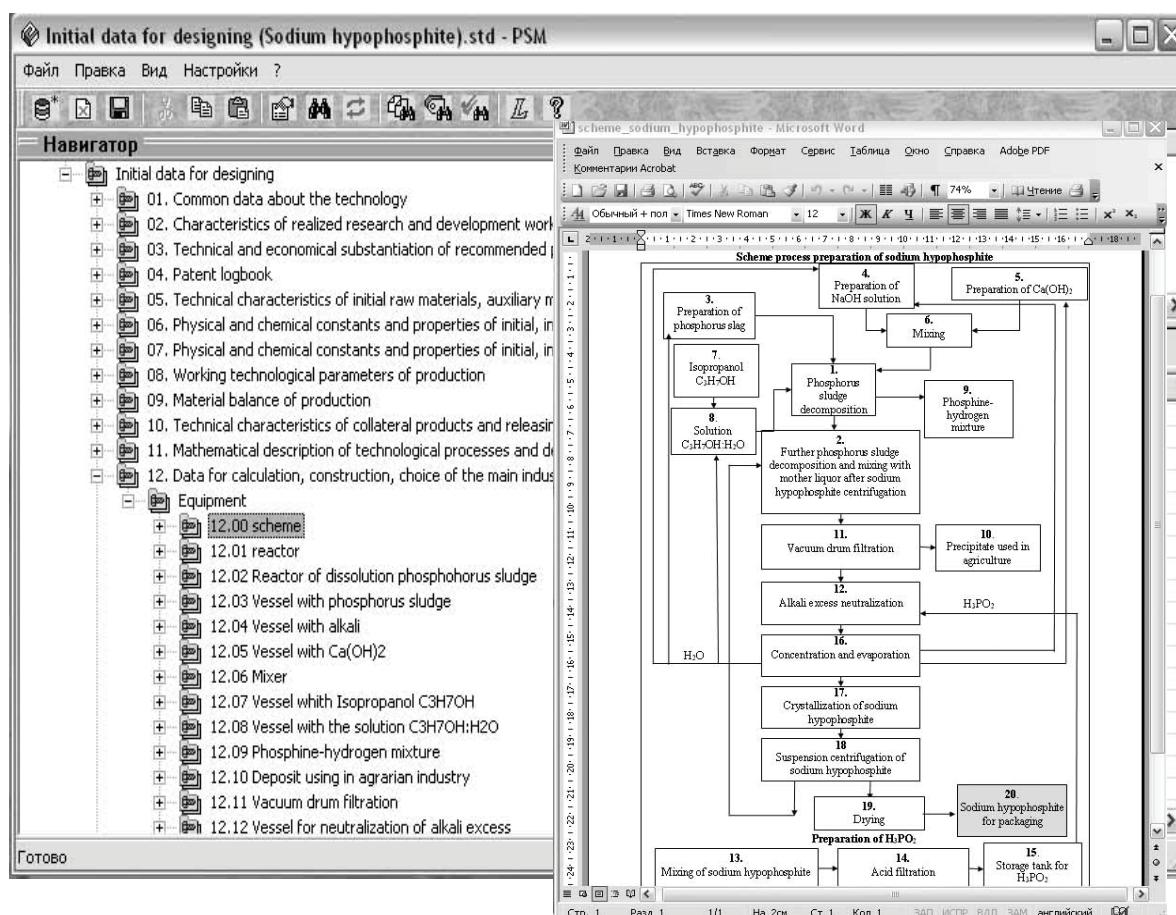 Initial data for designing (Sodium hypophosphite).std - PSM
Файл Правка Вид Настройки ?
Навигатор
Initial data for designing
01. Common data about the technology
02. Characteristics of realized research and development work
03. Technical and economical substantiation of recommended
04. Patent logbook
05. Technical characteristics of initial raw materials, auxiliary m
06. Physical and chemical constants and properties of initial, in
07. Physical and chemical constants and properties of initial, in
08. Working technological parameters of production
09. Material balance of production
10. Technical characteristics of collateral products and releasin
11. Mathematical description of technological processes and de
12. Data for calculation, construction, choice of the main indus
Equipment
12.00 scheme
12.01 reactor
12.02 Reactor of dissolution phosphohorus sludge
12.03 Vessel with phosphorus sludge
12.04 Vessel with alkali
12.05 Vessel with Ca(OH)2
12.06 Mixer
12.07 Vessel whith Isopropanol C3H7OH
12.08 Vessel with the solution C3H7OH:H2O
12.09 Phosphine-hydrogen mixture
12.10 Deposit using in agrarian industry
12.11 Vacuum drum filtration
12.12 Vessel for neutralization of alkali excess
Готово
scheme_sodium_hypophosphite - Microsoft Word
Файл Правка Вид Вставка Формат Сервис Таблица Окно Справка Adobe PDF
Комментарии Acrobat
74% Чтение
Обычный + пол Times New Roman 12 Ж К Ч
Scheme process preparation of sodium hypophosphite
3.
Preparation of
phosphorus slag
4.
Preparation of
NaOH solution
5.
Preparation of Ca(OH)₂
6.
Mixing
7.
Isopropanol
C₃H₇OH
1.
Phosphorus
sludge
decomposition
9.
Phosphine-
hydrogen
mixture
8.
Solution
C₃H₇OH:H₂O
2.
Further phosphorus sludge
decomposition and mixing with
mother liquor after sodium
hypophosphite centrifugation
11.
Vacuum drum filtration
10.
Precipitate used in
agriculture
12.
Alkali excess neutralization
H₃PO₂
16.
Concentration and evaporation
H₂O
17.
Crystallization of sodium
hypophosphite
18
Suspension centrifugation of
sodium hypophosphite
19.
Drying
20.
Sodium hypophosphite
for packaging
Preparation of H₃PO₂
13.
Mixing of sodium hypophosphite
14.
Acid filtration
15.
Storage tank for
H₃PO₂
Стр. 1 Разд 1 1/1 На 2см Ст 1 Кол 1 ЗАП ИСПР ВДЛ ЗАМ английский